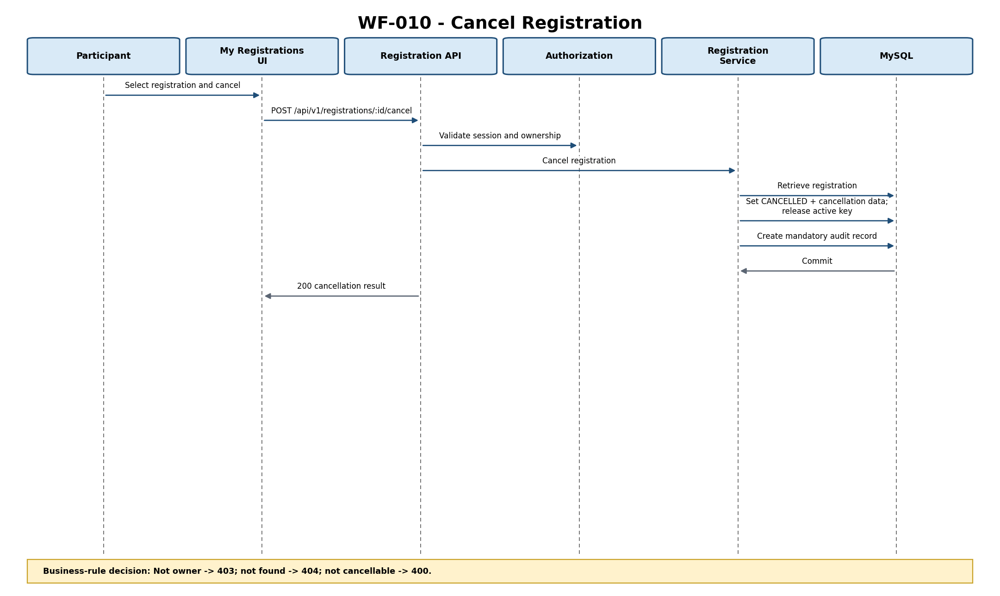 WF-010 - Cancel Registration
Participant
My Registrations
UI
Registration API
Authorization
Registration
Service
MySQL
Select registration and cancel
POST /api/v1/registrations/:id/cancel
Validate session and ownership
Cancel registration
Retrieve registration
Set CANCELLED + cancellation data;
release active key
Create mandatory audit record
Commit
200 cancellation result
Business-rule decision: Not owner -> 403; not found -> 404; not cancellable -> 400.